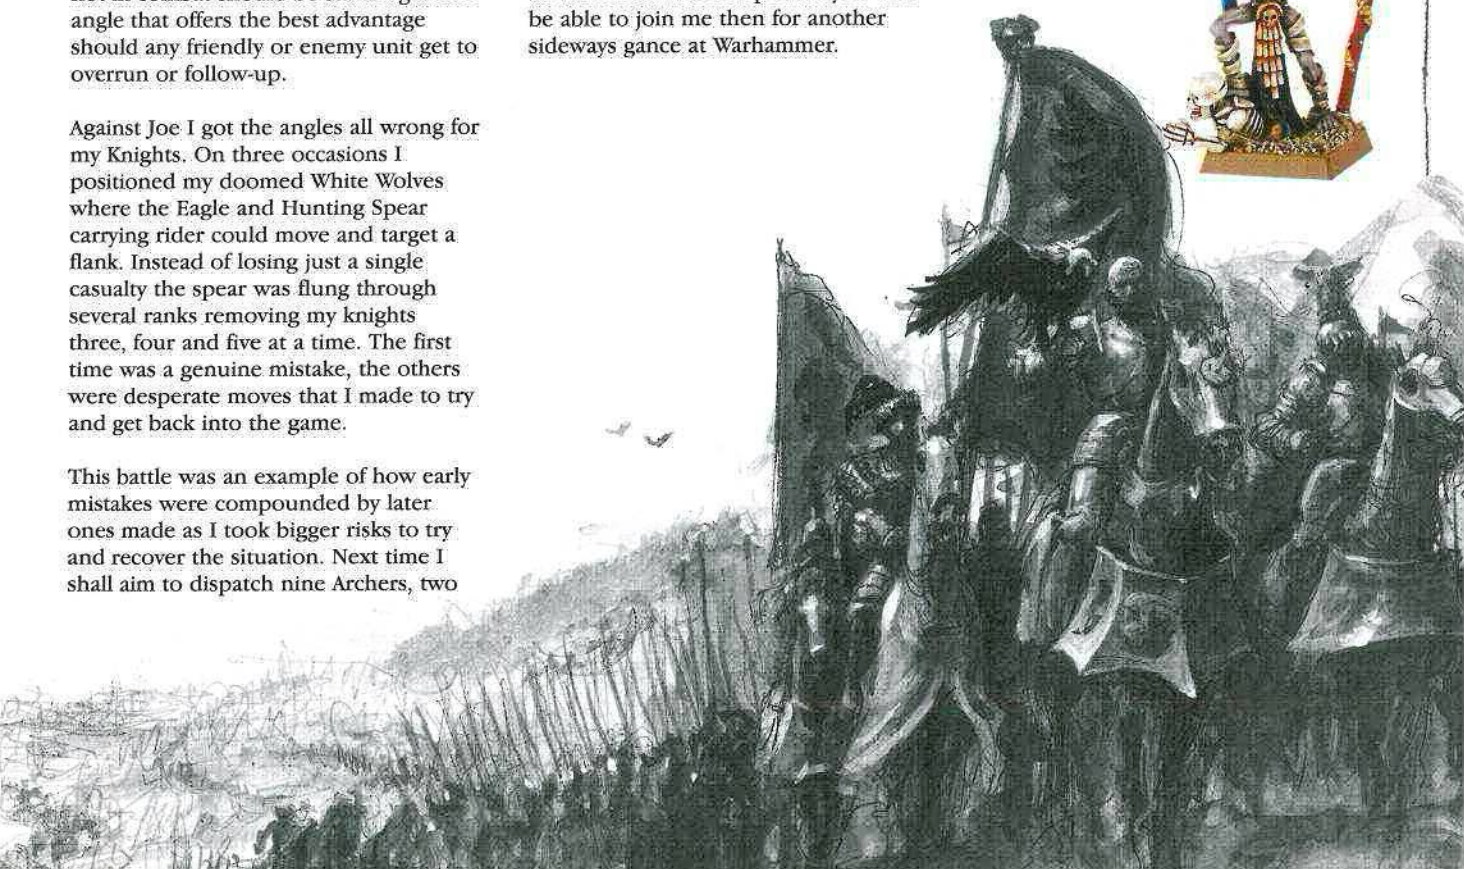 angle that offers the best advantage
should any friendly or enemy unit get to
overrun or follow-up.
Against Joe I got the angles all wrong for
my Knights. On three occasions I
positioned my doomed White Wolves
where the Eagle and Hunting Spear
carrying rider could move and target a
flank. Instead of losing just a single
casualty the spear was flung through
several ranks removing my knights
three, four and five at a time. The first
time was a genuine mistake, the others
were desperate moves that I made to try
and get back into the game.
This battle was an example of how early
mistakes were compounded by later
ones made as I took bigger risks to try
and recover the situation. Next time I
shall aim to dispatch nine Archers, two
be able to join me then for another
sideways gance at Warhammer.